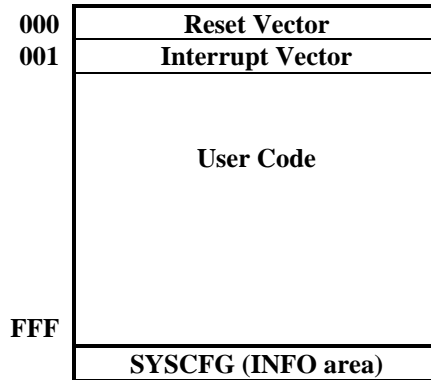 000 Reset Vector
001 Interrupt Vector
User Code
FFF
SYSCFG (INFO area)